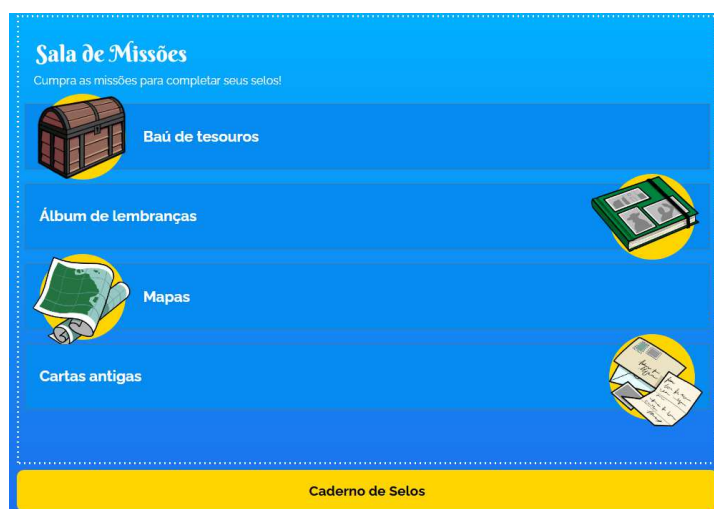 Sala de Missões
Cumpra as missões para completar seus selos!
Baú de tesouros
Álbum de lembranças
Mapas
Cartas antigas
Caderno de Selos